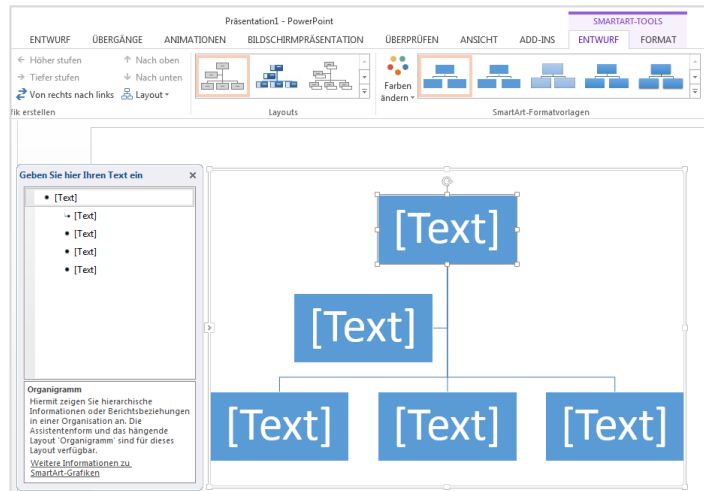 Präsentation1 - PowerPoint
SMARTART-TOOLS
ENTWURF ÜBERGÄNGE ANIMATIONEN BILDSCHIRMPRÄSENTATION ÜBERPRÜFEN ANSICHT ADD-INS ENTWURF FORMAT
Höher stufen Nach oben
Tiefer stufen Nach unten
Von rechts nach links Layout
Farben
ändern
fik erstellen Layouts SmartArt-Formatvorlagen
Geben Sie hier Ihren Text ein
[Text]
[Text]
[Text]
[Text]
[Text]
Organigramm
Hiermit zeigen Sie hierarchische
Informationen oder Berichtsbeziehungen
in einer Organisation an. Die
Assistentenform und das hängende
Layout 'Organigramm' sind für dieses
Layout verfügbar.
Weitere Informationen zu
SmartArt-Grafiken
[Text]
[Text]
[Text] [Text] [Text]